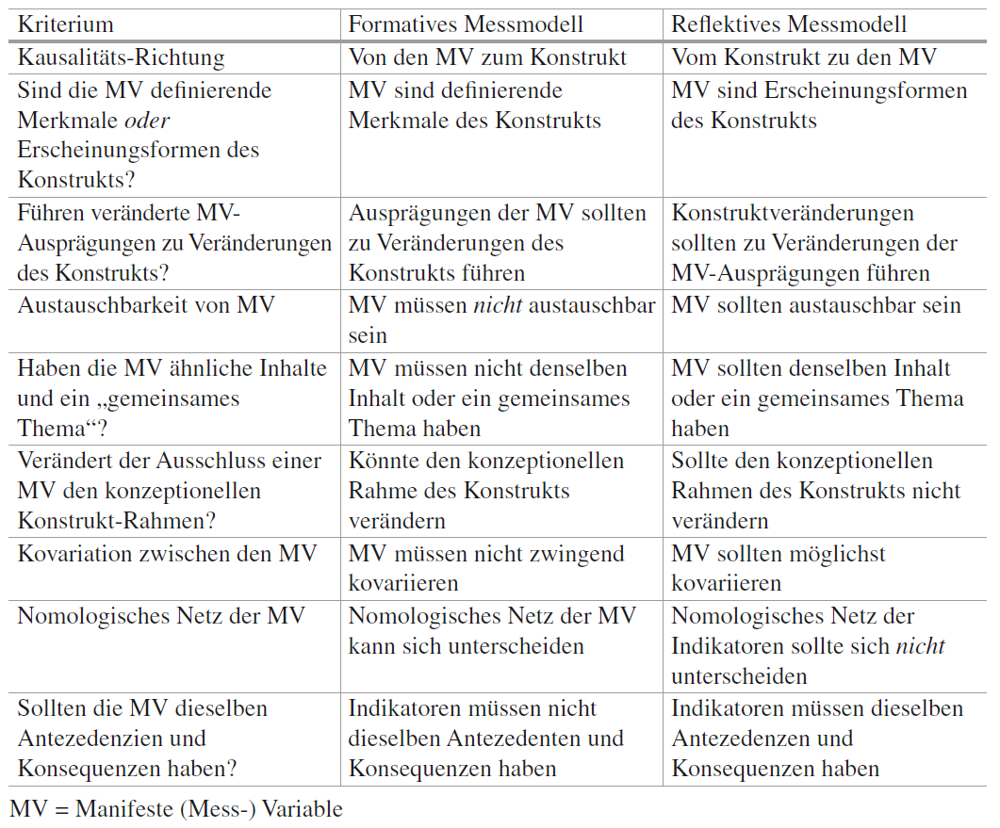 Kriterium Formatives Messmodell Reflektives Messmodell
Kausalitäts-Richtung Von den MV zum Konstrukt Vom Konstrukt zu den MV
Sind die MV definierende MV sind definierende MV sind Erscheinungsformen
Merkmale oder Merkmale des Konstrukts des Konstrukts
Erscheinungsformen des
Konstrukts?
Führen veränderte MV- Ausprägungen der MV sollten Konstruktveränderungen
Ausprägungen zu Veränderungen zu Veränderungen des sollten zu Veränderungen der
des Konstrukts? Konstrukts führen MV-Ausprägungen führen
Austauschbarkeit von MV MV müssen nicht austauschbar MV sollten austauschbar sein
sein
Haben die MV ähnliche Inhalte MV müssen nicht denselben MV sollten denselben Inhalt
und ein „gemeinsames Inhalt oder ein gemeinsames oder ein gemeinsames Thema
Thema“? Thema haben haben
Verändert der Ausschluss einer Könnte den konzeptionellen Sollte den konzeptionellen
MV den konzeptionellen Rahme des Konstrukts Rahmen des Konstrukts nicht
Konstrukt-Rahmen? verändern verändern
Kovariation zwischen den MV MV müssen nicht zwingend MV sollten möglichst
kovariieren kovariieren
Nomologisches Netz der MV Nomologisches Netz der MV Nomologisches Netz der
kann sich unterscheiden Indikatoren sollte sich nicht
unterscheiden
Sollten die MV dieselben Indikatoren müssen nicht Indikatoren müssen dieselben
Antezedenzien und dieselben Antezedenten und Antezedenzen und
Konsequenzen haben? Konsequenzen haben Konsequenzen haben
MV = Manifeste (Mess-) Variable